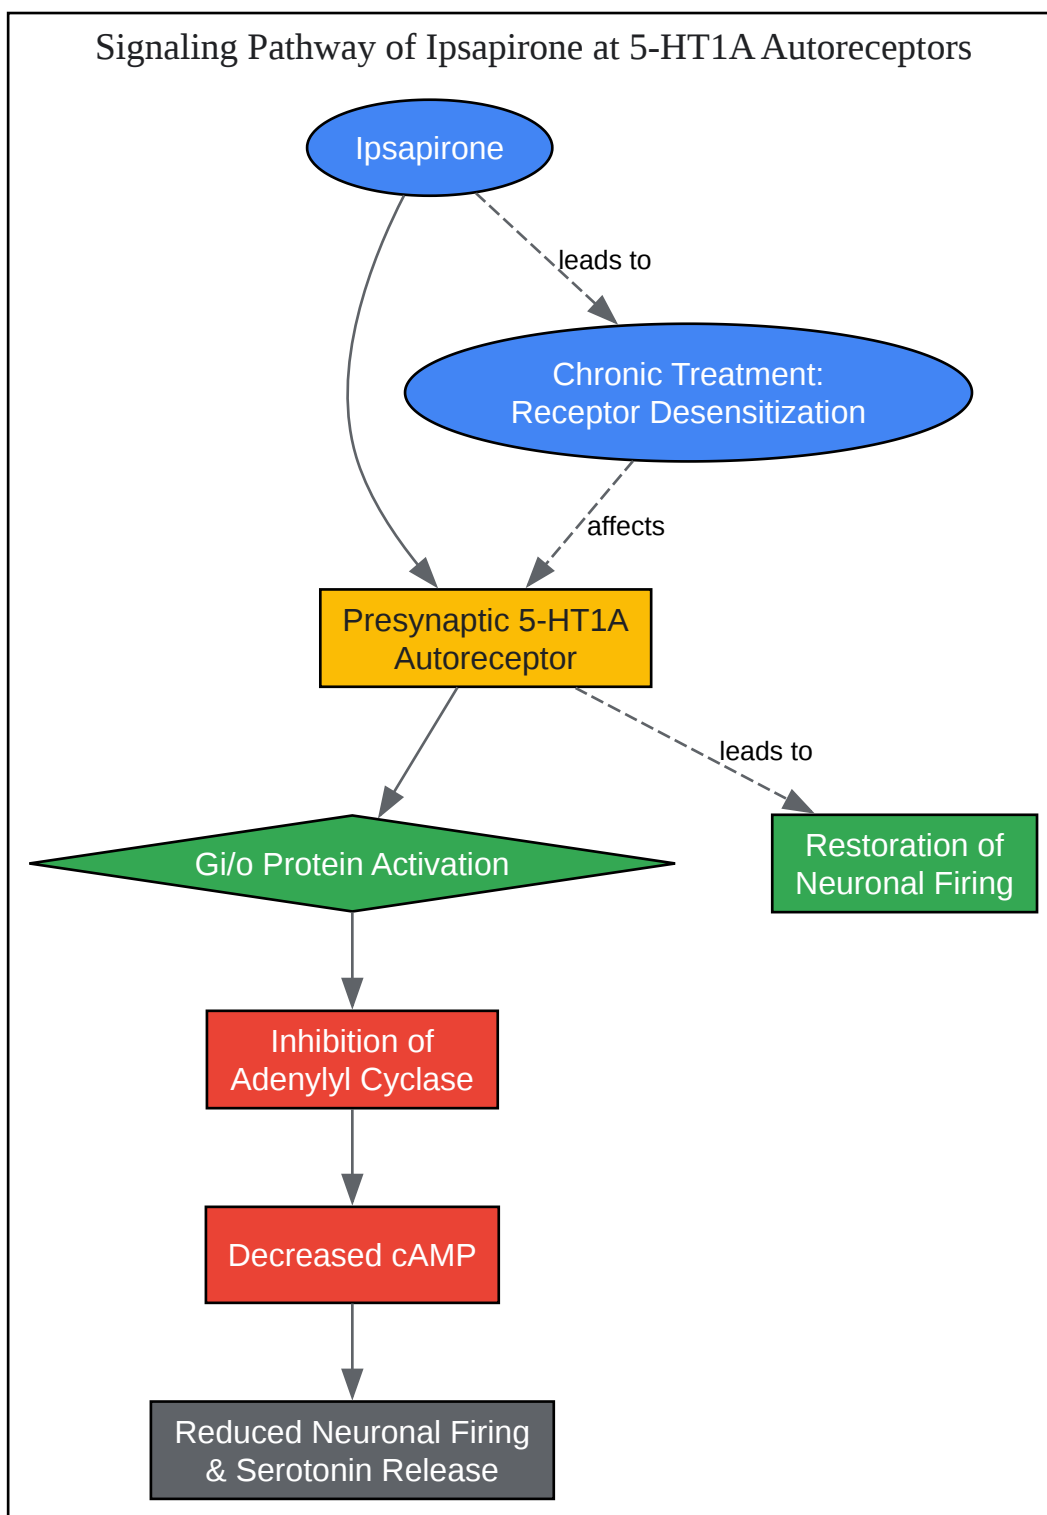 Signaling Pathway of Ipsapirone at 5-HT1A Autoreceptors
Ipsapirone
leads to
Chronic Treatment:
Receptor Desensitization
affects
Presynaptic 5-HT1A
Autoreceptor
leads to
Gi/o Protein Activation
Restoration of
Neuronal Firing
Inhibition of
Adenylyl Cyclase
Decreased cAMP
Reduced Neuronal Firing
& Serotonin Release